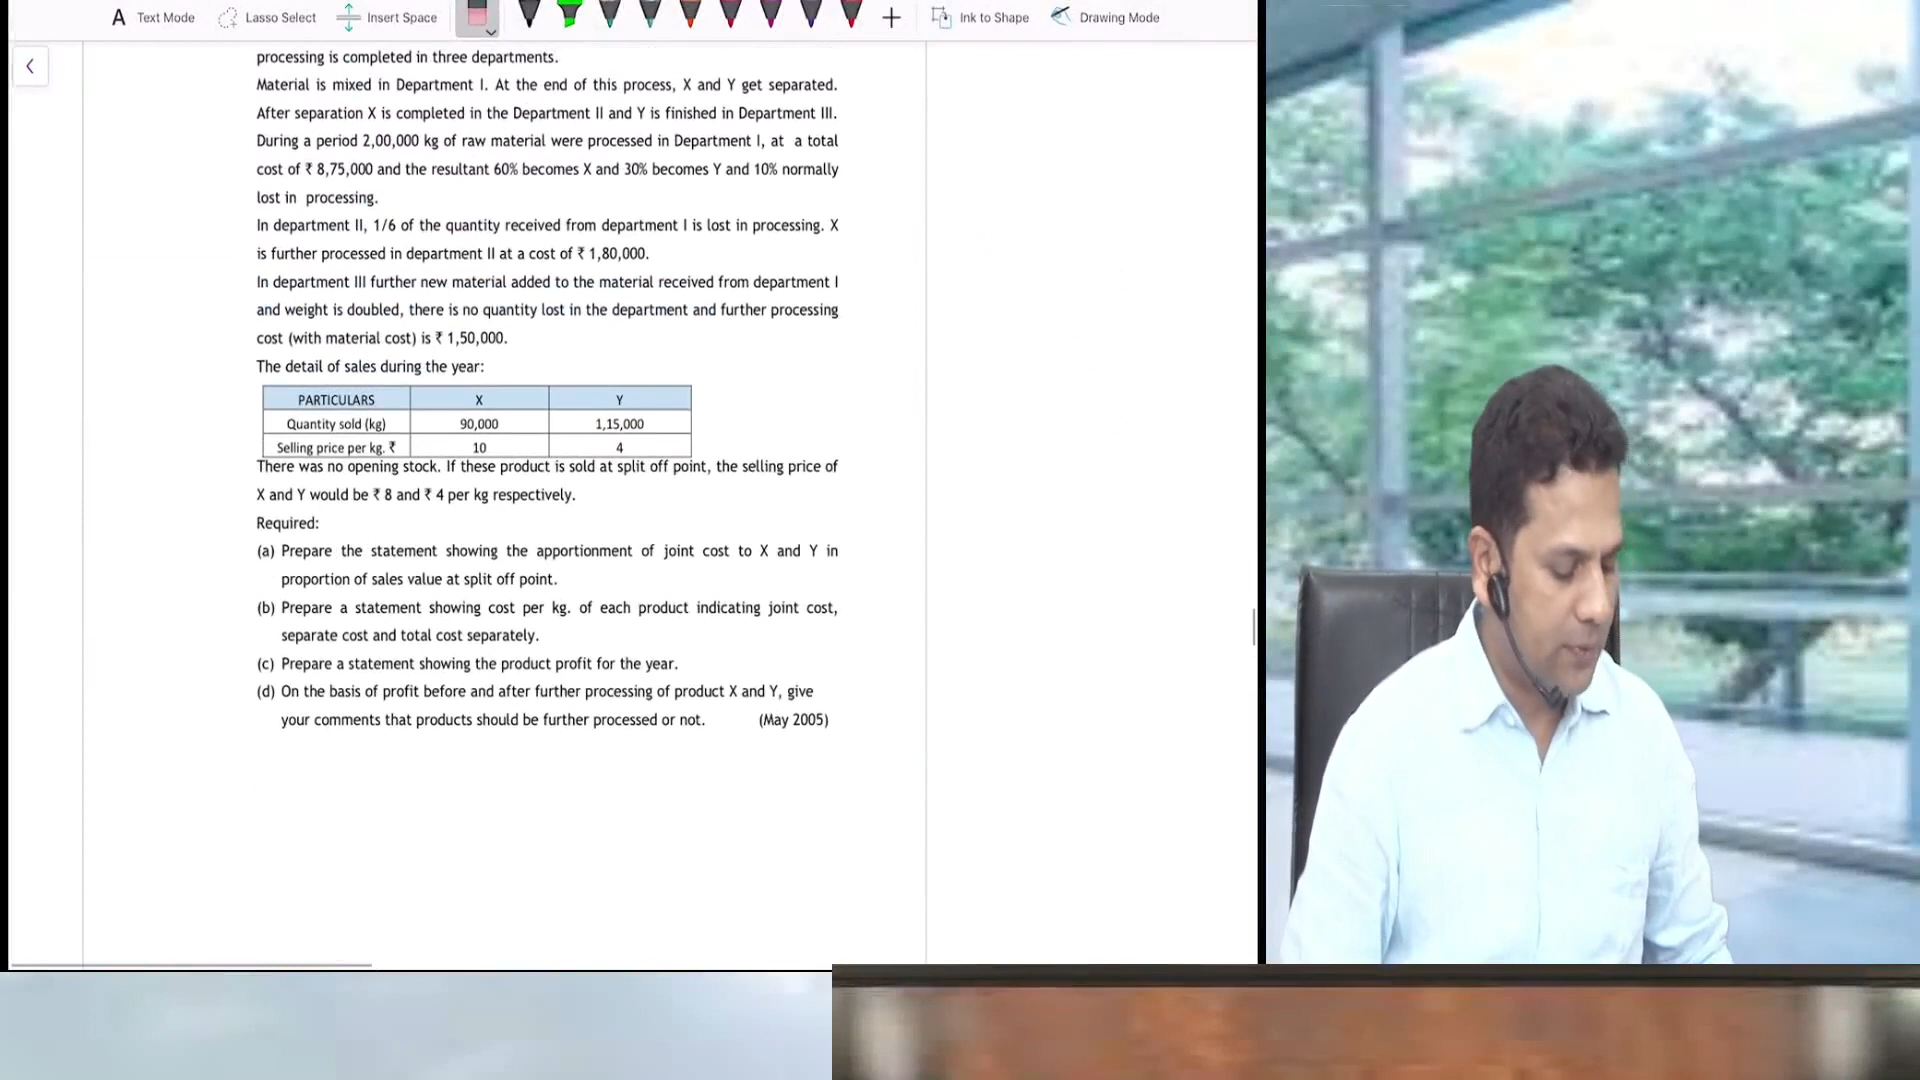 Text Mode
Lasso Select
Insert Space
Ink to Shape
Drawing Mode
processing is completed in three departments.
Material is mixed in Department I. At the end of this process, X and Y get separated.
After separation X is completed in the Department II and Y is finished in Department III.
During a period 2,00,000 kg of raw material were processed in Department I, at a total
cost of ₹ 8,75,000 and the resultant 60% becomes X and 30% becomes Y and 10% normally
lost in processing.
In department II, 1/6 of the quantity received from department I is lost in processing. X
is further processed in department II at a cost of ₹ 1,80,000.
In department III further new material added to the material received from department I
and weight is doubled, there is no quantity lost in the department and further processing
cost (with material cost) is ₹ 1,50,000.
The detail of sales during the year:
PARTICULARS X Y
Quantity sold (kg) 90,000 1,15,000
Selling price per kg. ₹ 10 4
There was no opening stock. If these product is sold at split off point, the selling price of
X and Y would be ₹ 8 and ₹ 4 per kg respectively.
Required:
(a) Prepare the statement showing the apportionment of joint cost to X and Y in
proportion of sales value at split off point.
(b) Prepare a statement showing cost per kg. of each product indicating joint cost,
separate cost and total cost separately.
(c) Prepare a statement showing the product profit for the year.
(d) On the basis of profit before and after further processing of product X and Y, give
your comments that products should be further processed or not. (May 2005)